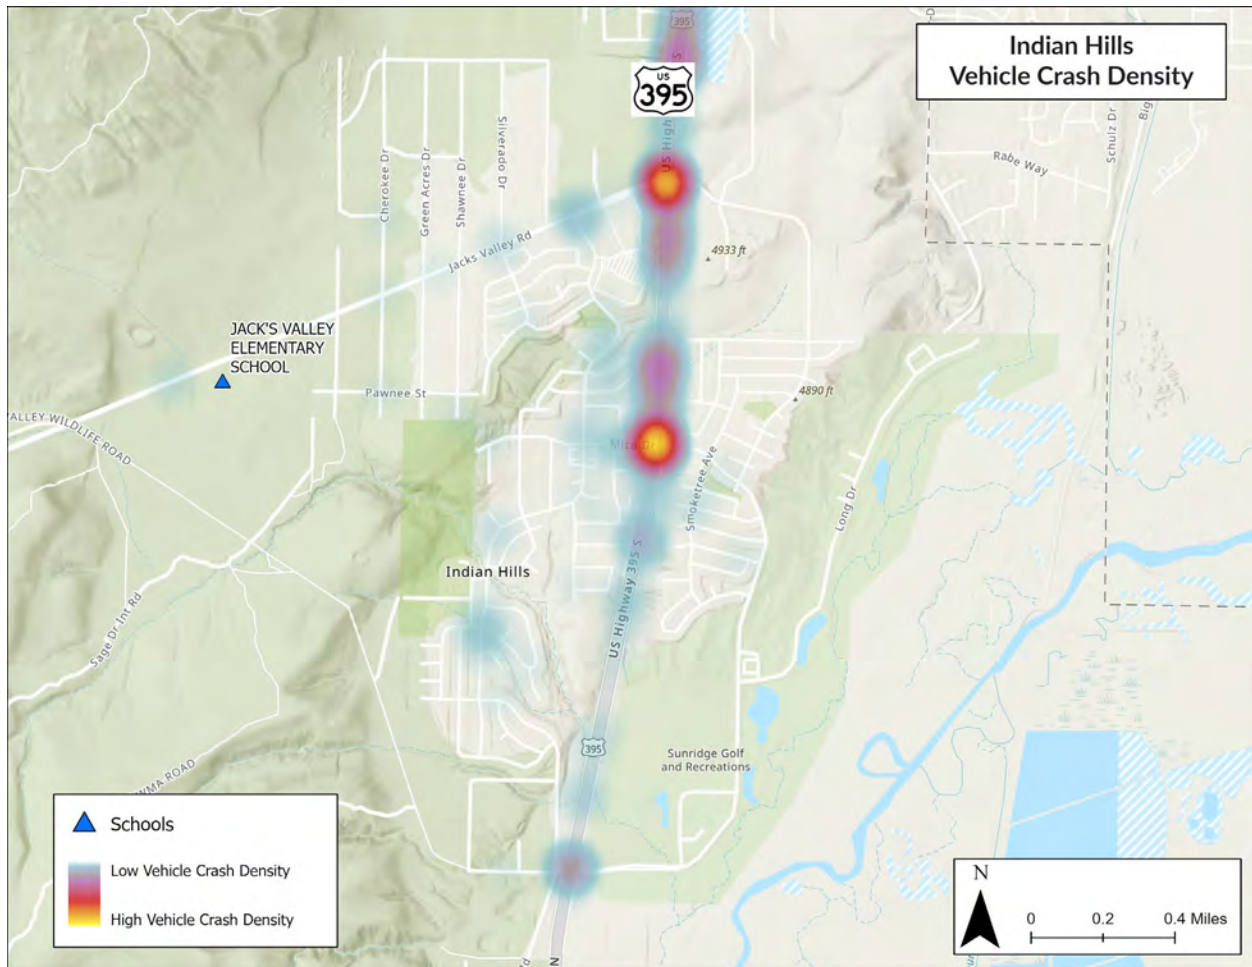 Indian Hills
Vehicle Crash Density
395
US
395
US High
S
Schulz Dr
Big
Rabe Way
Silverado Dr
Cherokee Dr
Green Acres Dr
Shawnee Dr
Jacks Valley Rd
4933 ft
JACK'S VALLEY
ELEMENTARY
SCHOOL
Pawnee St
4890 ft
VALLEY WILDLIFE ROAD
Smoketree Ave
Long Dr
Indian Hills
US Highway 395 S
Sage Dr Int Rd
395
Sunridge Golf
and Recreations
WMA ROAD
Schools
Low Vehicle Crash Density
High Vehicle Crash Density
N
0 0.2 0.4 Miles
N